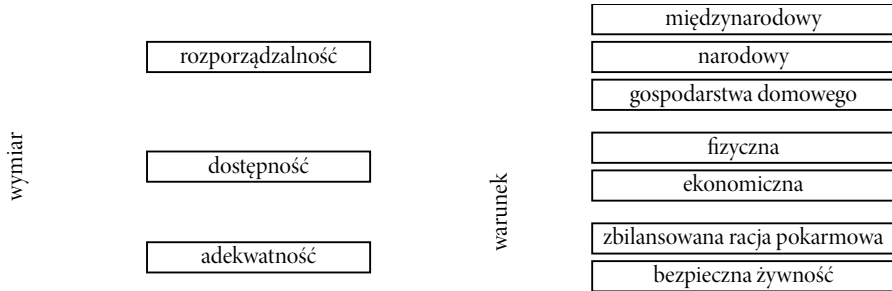 wymiar
rozporządzalność
dostępność
adekwatność
warunek
międzynarodowy
narodowy
gospodarstwa domowego
fizyczna
ekonomiczna
zbilansowana racja pokarmowa
bezpieczna żywność